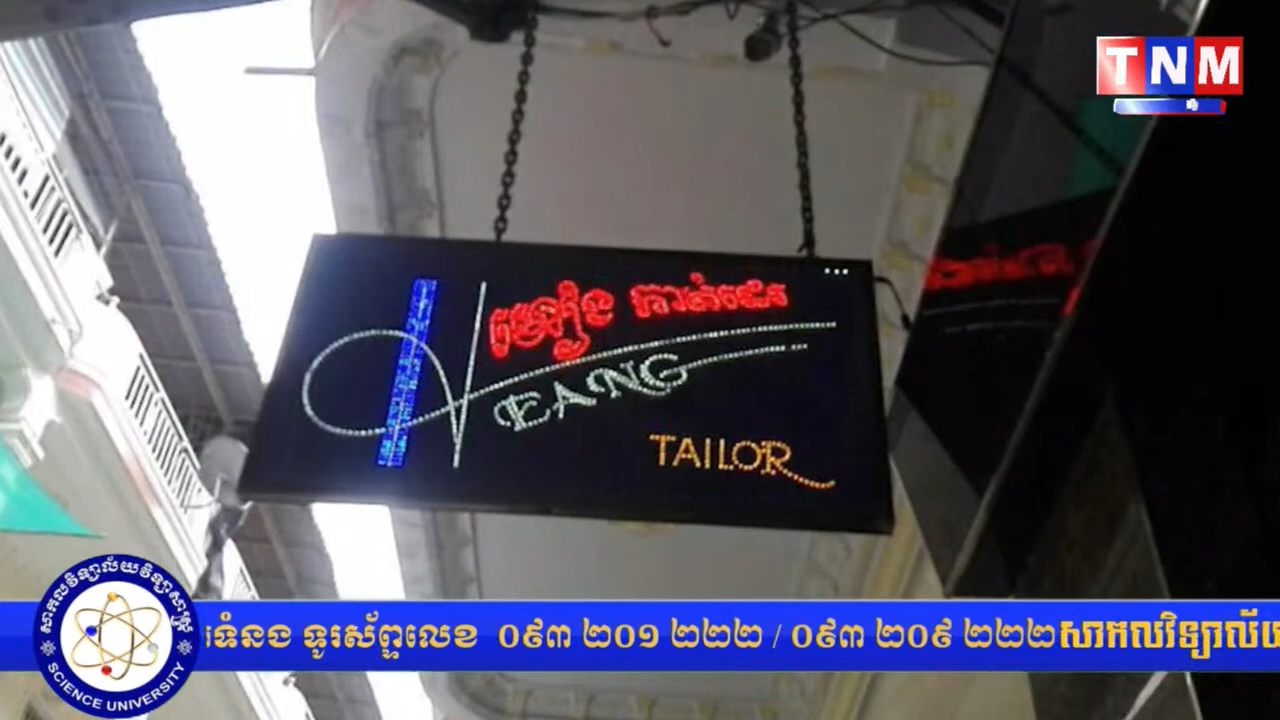 TNM
កាត់ដេរ
HEANG
TAILOR
សាកលវិទ្យាល័យវិទ្យាសាស្ត្រ
SCIENCE UNIVERSITY
ទំនង ទូរស័ព្ទលេខ ០៩៣ ២០១ ២២២ / ០៩៣ ២០៩ ២២២ សាកលវិទ្យាល័យ